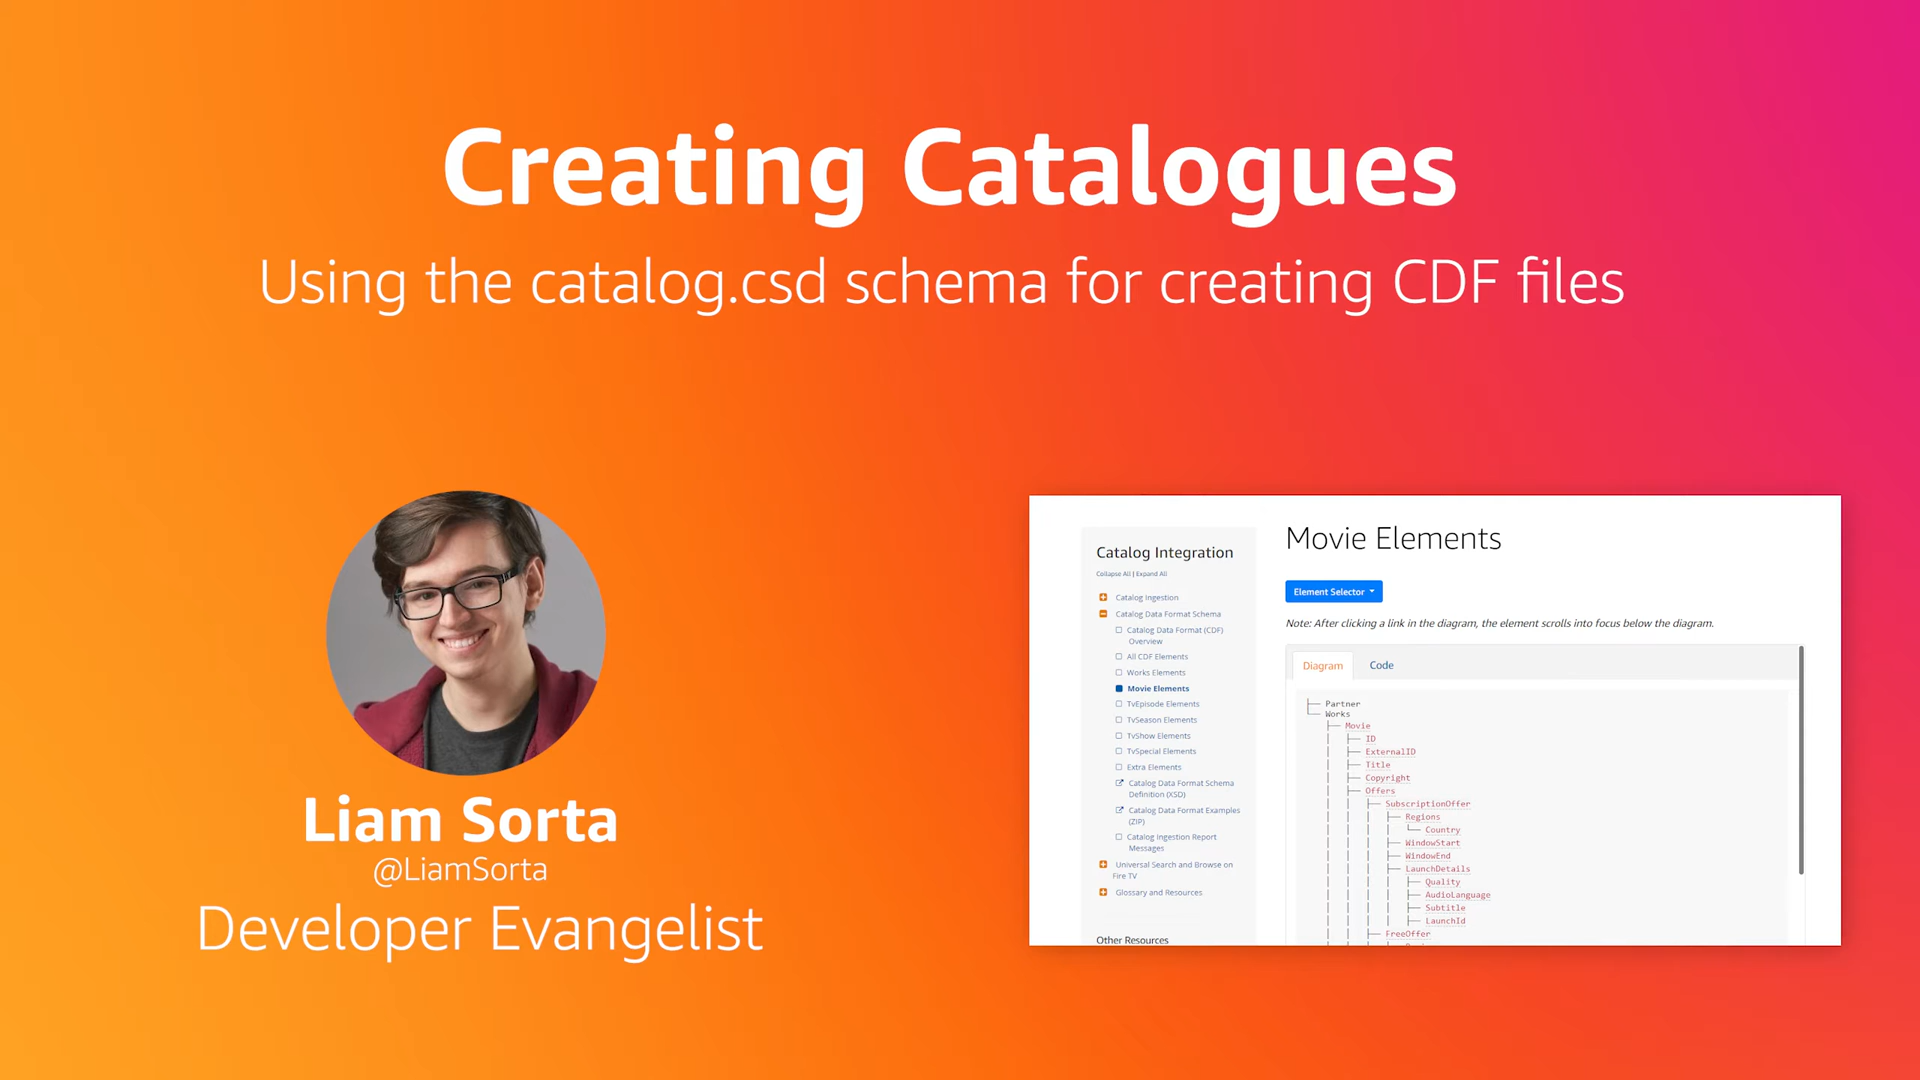 Creating Catalogues
Using the catalog.csd schema for creating CDF files
Liam Sorta
@LiamSorta
Developer Evangelist
Catalog Integration
Collapse All | Expand All
Catalog Ingestion
Catalog Data Format Schema
Catalog Data Format (CDF)
Overview
All CDF Elements
Works Elements
Movie Elements
TvEpisode Elements
TvSeason Elements
TvShow Elements
TvSpecial Elements
Extra Elements
Catalog Data Format Schema
Definition (XSD)
Catalog Data Format Examples
(ZIP)
Catalog Ingestion Report
Messages
Universal Search and Browse on
Fire TV
Glossary and Resources
Other Resources
Movie Elements
Element Selector
Note: After clicking a link in the diagram, the element scrolls into focus below the diagram.
Diagram Code
Partner
Works
Movie
ID
ExternalID
Title
Copyright
Offers
SubscriptionOffer
Regions
Country
WindowStart
WindowEnd
LaunchDetails
Quality
AudioLanguage
Subtitle
LaunchId
FreeOffer